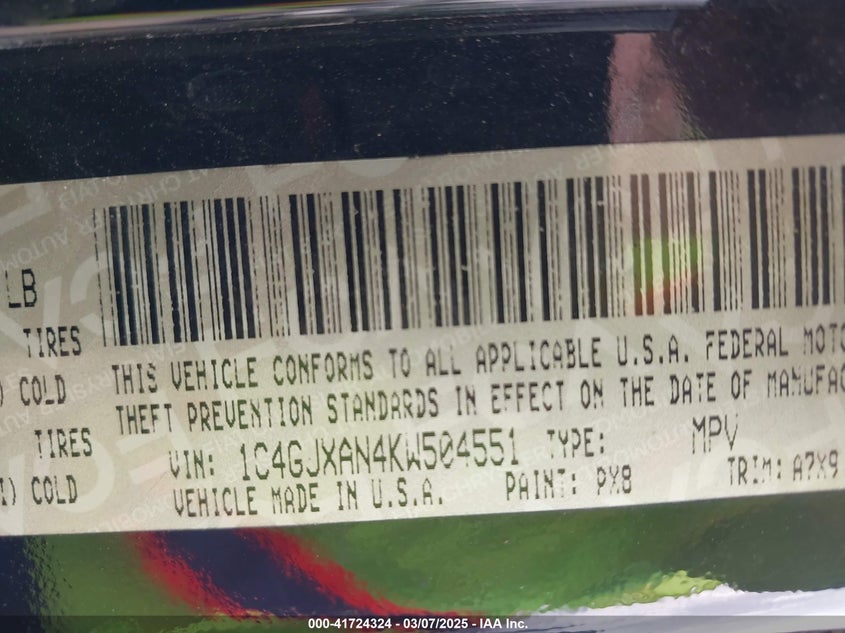 LB
TIRES
) COLD
TIRES
I) COLD
THIS VEHICLE CONFORMS TO ALL APPLICABLE U.S.A. FEDERAL MOTO
THEFT PREVENTION STANDARDS IN EFFECT ON THE DATE OF MANUFAC
VIN: 1C4GJXAN4KW504551 TYPE: MPV
VEHICLE MADE IN U.S.A. PAINT: PX8 TRIM: A7X9
000-41724324 - 03/07/2025 - IAA Inc.